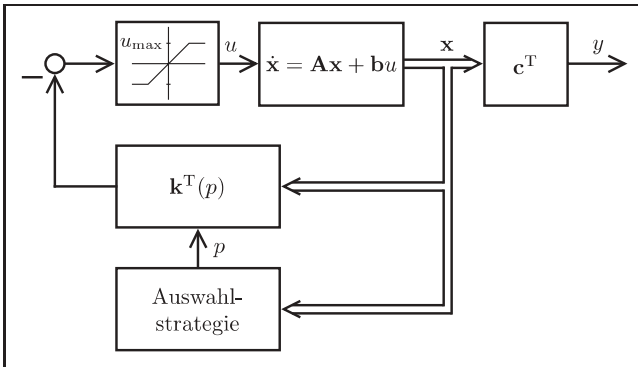 u_max
u
ẋ = Ax + bu
x
c^T
y
−
k^T(p)
p
Auswahl-
strategie